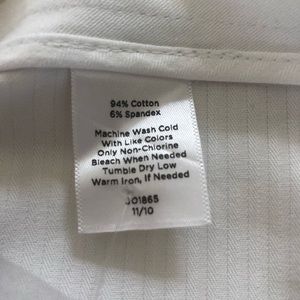 94% Cotton
6% Spandex
Machine Wash Cold
With Like Colors
Only Non-Chlorine
Bleach When Needed
Tumble Dry Low
Warm Iron, If Needed
001865
11/10